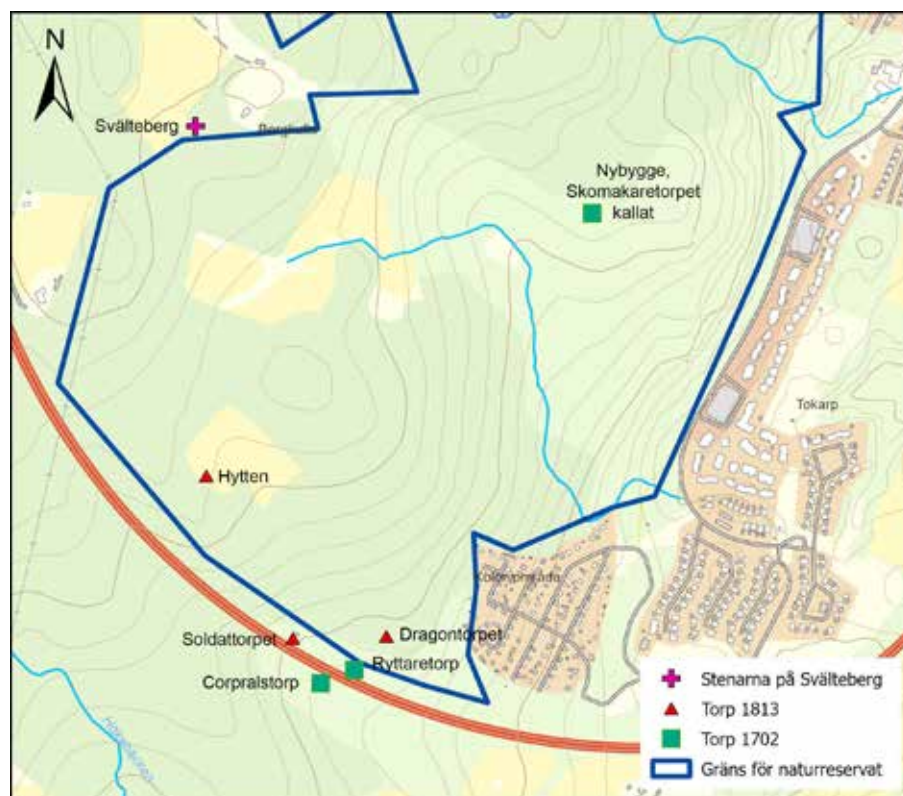 N
Svälteberg
Nybygge,
Skomakaretorpet
kallat
Tokarp
Hytten
Soldattorpet
Dragontorpet
Ryttaretorp
Corpralstorp
Stenarna på Svälteberg
Torp 1813
Torp 1702
Gräns för naturreservat